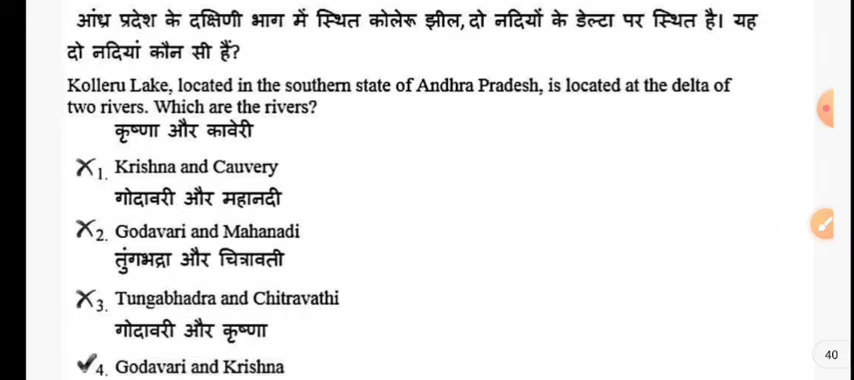 आंध्र प्रदेश के दक्षिणी भाग में स्थित कोलेरू झील, दो नदियों के डेल्टा पर स्थित है। यह
दो नदियां कौन सी हैं?
Kolleru Lake, located in the southern state of Andhra Pradesh, is located at the delta of
two rivers. Which are the rivers?
कृष्णा और कावेरी
1. Krishna and Cauvery
गोदावरी और महानदी
2. Godavari and Mahanadi
तुंगभद्रा और चित्रावती
3. Tungabhadra and Chitravathi
गोदावरी और कृष्णा
4. Godavari and Krishna
40